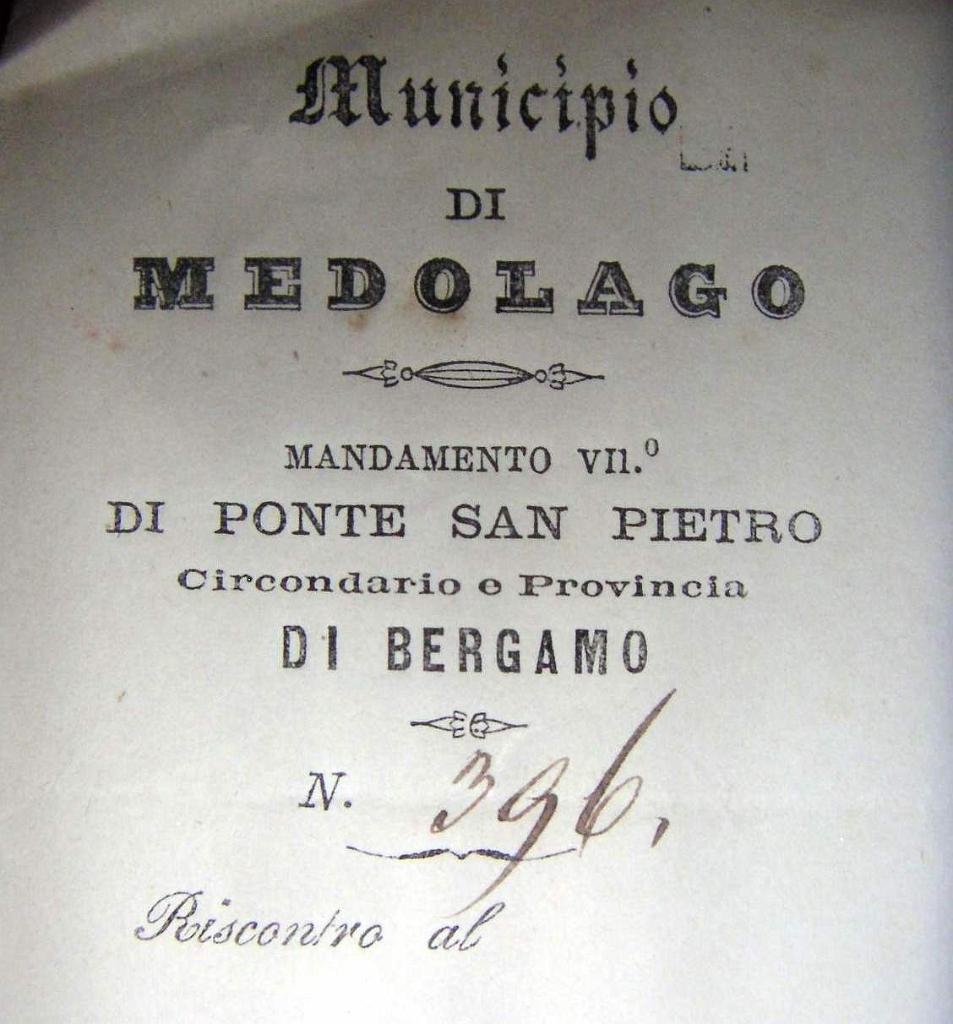 Municipio
DI
MEDOLAGO
MANDAMENTO VII.º
DI PONTE SAN PIETRO
Circondario e Provincia
DI BERGAMO
N. 396.
Riscontro al